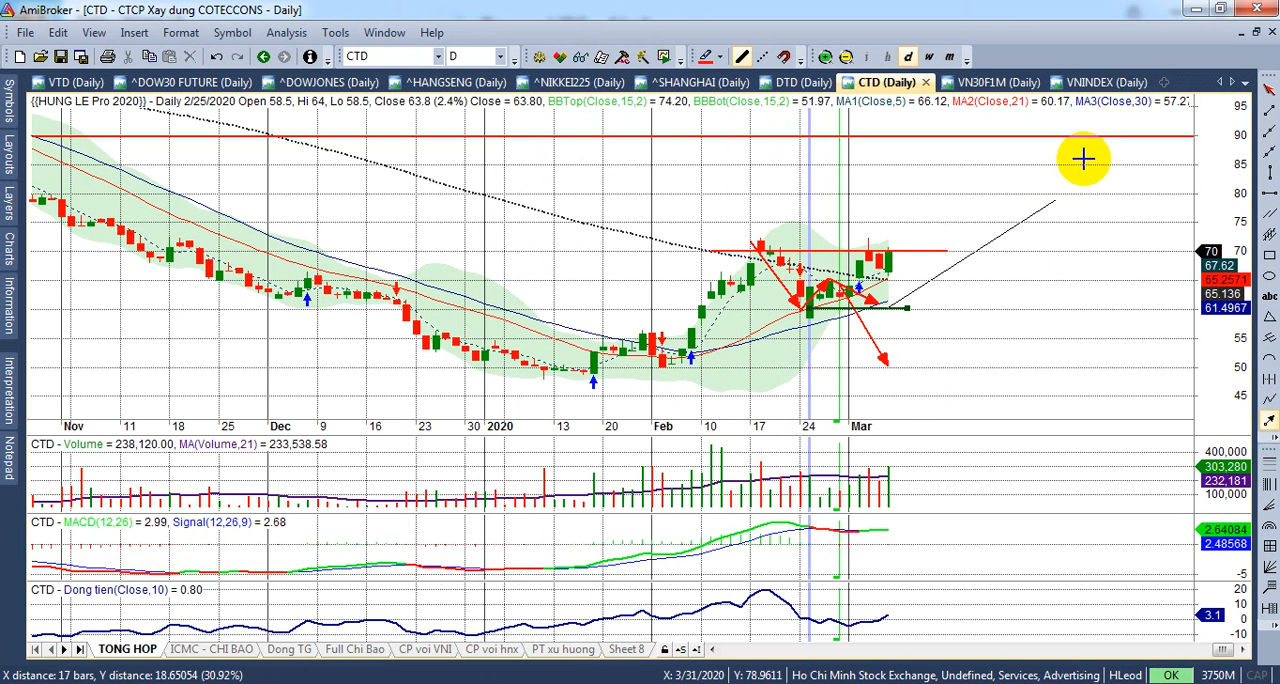 AmiBroker - [CTD - CTCP Xay dung COTECCONS - Daily]
File Edit View Insert Format Symbol Analysis Tools Window Help
CTD D i h d w m
VTD (Daily) ^DOW30 FUTURE (Daily) ^DOWJONES (Daily) ^HANGSENG (Daily) ^NIKKEI225 (Daily) ^SHANGHAI (Daily) DTD (Daily) CTD (Daily) VN30F1M (Daily) VNINDEX (Daily)
{{HUNG LE Pro 2020}} - Daily 2/25/2020 Open 58.5, Hi 64, Lo 58.5, Close 63.8 (2.4%) Close = 63.80, BBTop(Close,15,2) = 74.20, BBBot(Close,15,2) = 51.97, MA1(Close,5) = 66.12, MA2(Close,21) = 60.17, MA3(Close,30) = 57.27
Symbols
Layouts
Layers
Charts
Information
Interpretation
Notepad
abc
95
90
85
80
75
70
70
67.62
65.2571
65.136
61.4967
55
50
45
Nov 11 18 25 Dec 9 16 23 30 2020 13 20 Feb 10 17 24 Mar
CTD - Volume = 238,120.00, MA(Volume,21) = 233,538.58
400,000
303,280
232,181
100,000
CTD - MACD(12,26) = 2.99, Signal(12,26,9) = 2.68
2.64084
2.48568
-5
CTD - Dong tien(Close,10) = 0.80
20
10
3.1
0
-10
TONG HOP ICMC - CHI BAO Dong TG Full Chi Bao CP voi VNI CP voi hnx PT xu huong Sheet 8
X distance: 17 bars, Y distance: 18.65054 (30.92%) X: 3/31/2020 Y: 78.9611 Ho Chi Minh Stock Exchange, Undefined, Services, Advertising HLeod OK 3750M CAP